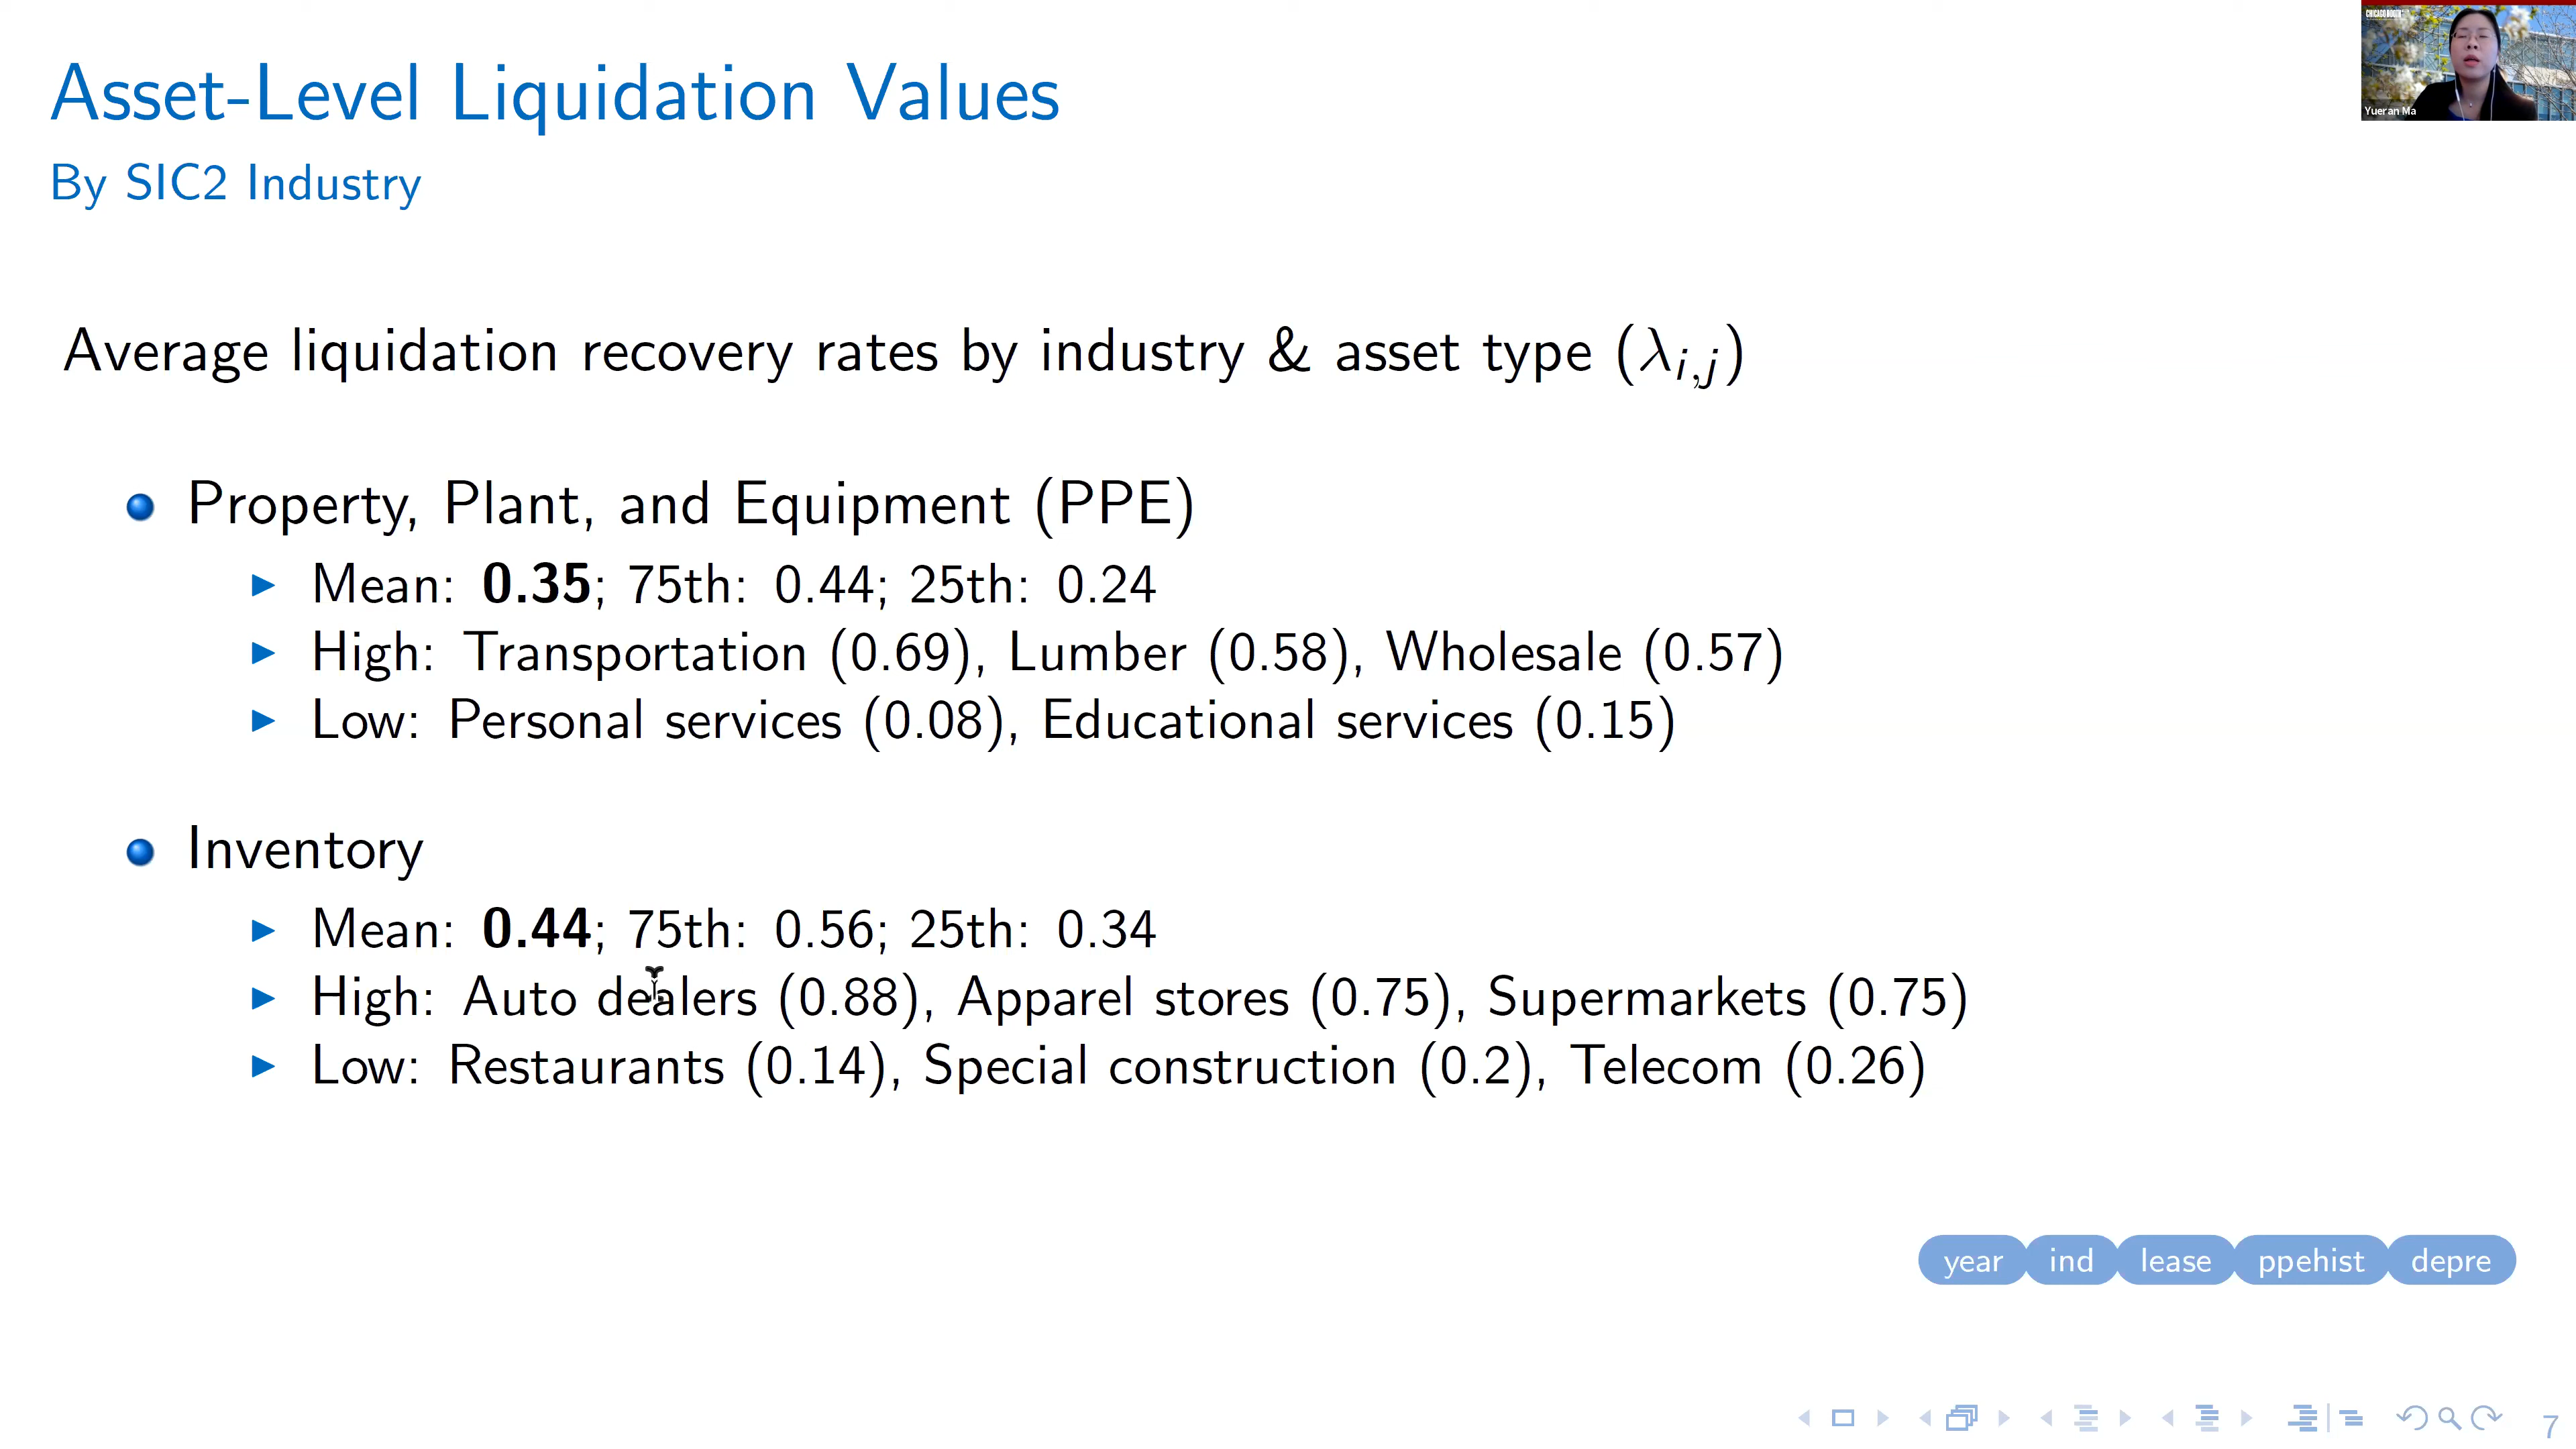 Asset-Level Liquidation Values
By SIC2 Industry
CHICAGO BOOTH
Yueran Ma
Average liquidation recovery rates by industry & asset type (λi,j)
Property, Plant, and Equipment (PPE)
Mean: 0.35; 75th: 0.44; 25th: 0.24
High: Transportation (0.69), Lumber (0.58), Wholesale (0.57)
Low: Personal services (0.08), Educational services (0.15)
Inventory
Mean: 0.44; 75th: 0.56; 25th: 0.34
High: Auto dealers (0.88), Apparel stores (0.75), Supermarkets (0.75)
Low: Restaurants (0.14), Special construction (0.2), Telecom (0.26)
year ind lease ppehist depre
7